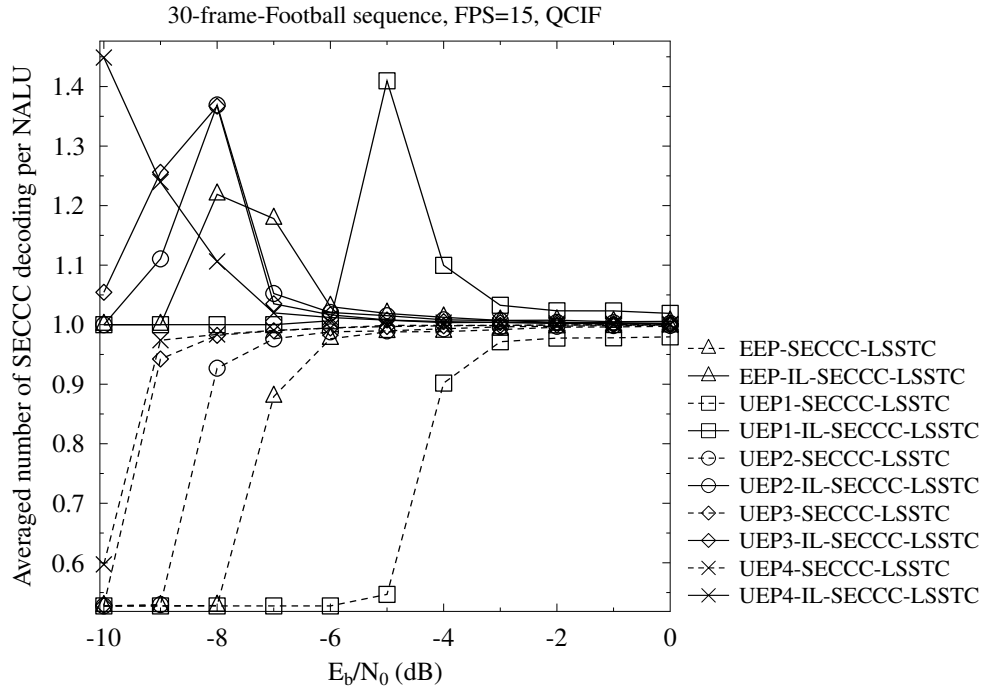 30-frame-Football sequence, FPS=15, QCIF
Averaged number of SECCC decoding per NALU
1.4
1.3
1.2
1.1
1.0
0.9
0.8
0.7
0.6
-10
-8
-6
-4
-2
0
E_b/N_0 (dB)
EEP-SECCC-LSSTC
EEP-IL-SECCC-LSSTC
UEP1-SECCC-LSSTC
UEP1-IL-SECCC-LSSTC
UEP2-SECCC-LSSTC
UEP2-IL-SECCC-LSSTC
UEP3-SECCC-LSSTC
UEP3-IL-SECCC-LSSTC
UEP4-SECCC-LSSTC
UEP4-IL-SECCC-LSSTC